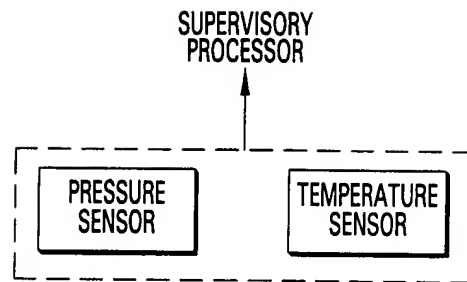 SUPERVISORY
PROCESSOR
PRESSURE
SENSOR
TEMPERATURE
SENSOR